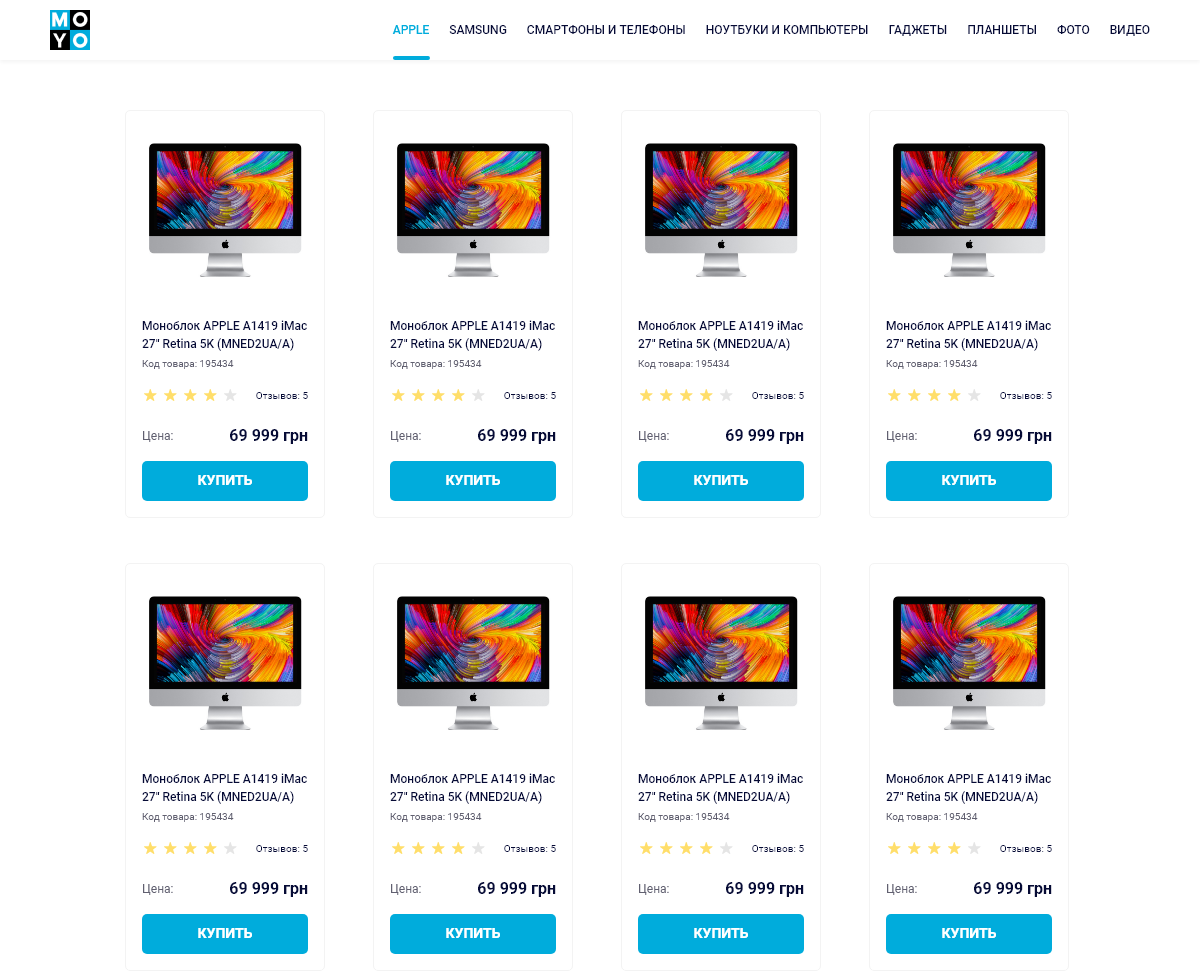 MO
YO
APPLE SAMSUNG СМАРТФОНЫ И ТЕЛЕФОНЫ НОУТБУКИ И КОМПЬЮТЕРЫ ГАДЖЕТЫ ПЛАНШЕТЫ ФОТО ВИДЕО
Моноблок APPLE A1419 iMac
27" Retina 5K (MNED2UA/A)
Код товара: 195434
Отзывов: 5
Цена: 69 999 грн
КУПИТЬ
Моноблок APPLE A1419 iMac
27" Retina 5K (MNED2UA/A)
Код товара: 195434
Отзывов: 5
Цена: 69 999 грн
КУПИТЬ
Моноблок APPLE A1419 iMac
27" Retina 5K (MNED2UA/A)
Код товара: 195434
Отзывов: 5
Цена: 69 999 грн
КУПИТЬ
Моноблок APPLE A1419 iMac
27" Retina 5K (MNED2UA/A)
Код товара: 195434
Отзывов: 5
Цена: 69 999 грн
КУПИТЬ
Моноблок APPLE A1419 iMac
27" Retina 5K (MNED2UA/A)
Код товара: 195434
Отзывов: 5
Цена: 69 999 грн
КУПИТЬ
Моноблок APPLE A1419 iMac
27" Retina 5K (MNED2UA/A)
Код товара: 195434
Отзывов: 5
Цена: 69 999 грн
КУПИТЬ
Моноблок APPLE A1419 iMac
27" Retina 5K (MNED2UA/A)
Код товара: 195434
Отзывов: 5
Цена: 69 999 грн
КУПИТЬ
Моноблок APPLE A1419 iMac
27" Retina 5K (MNED2UA/A)
Код товара: 195434
Отзывов: 5
Цена: 69 999 грн
КУПИТЬ